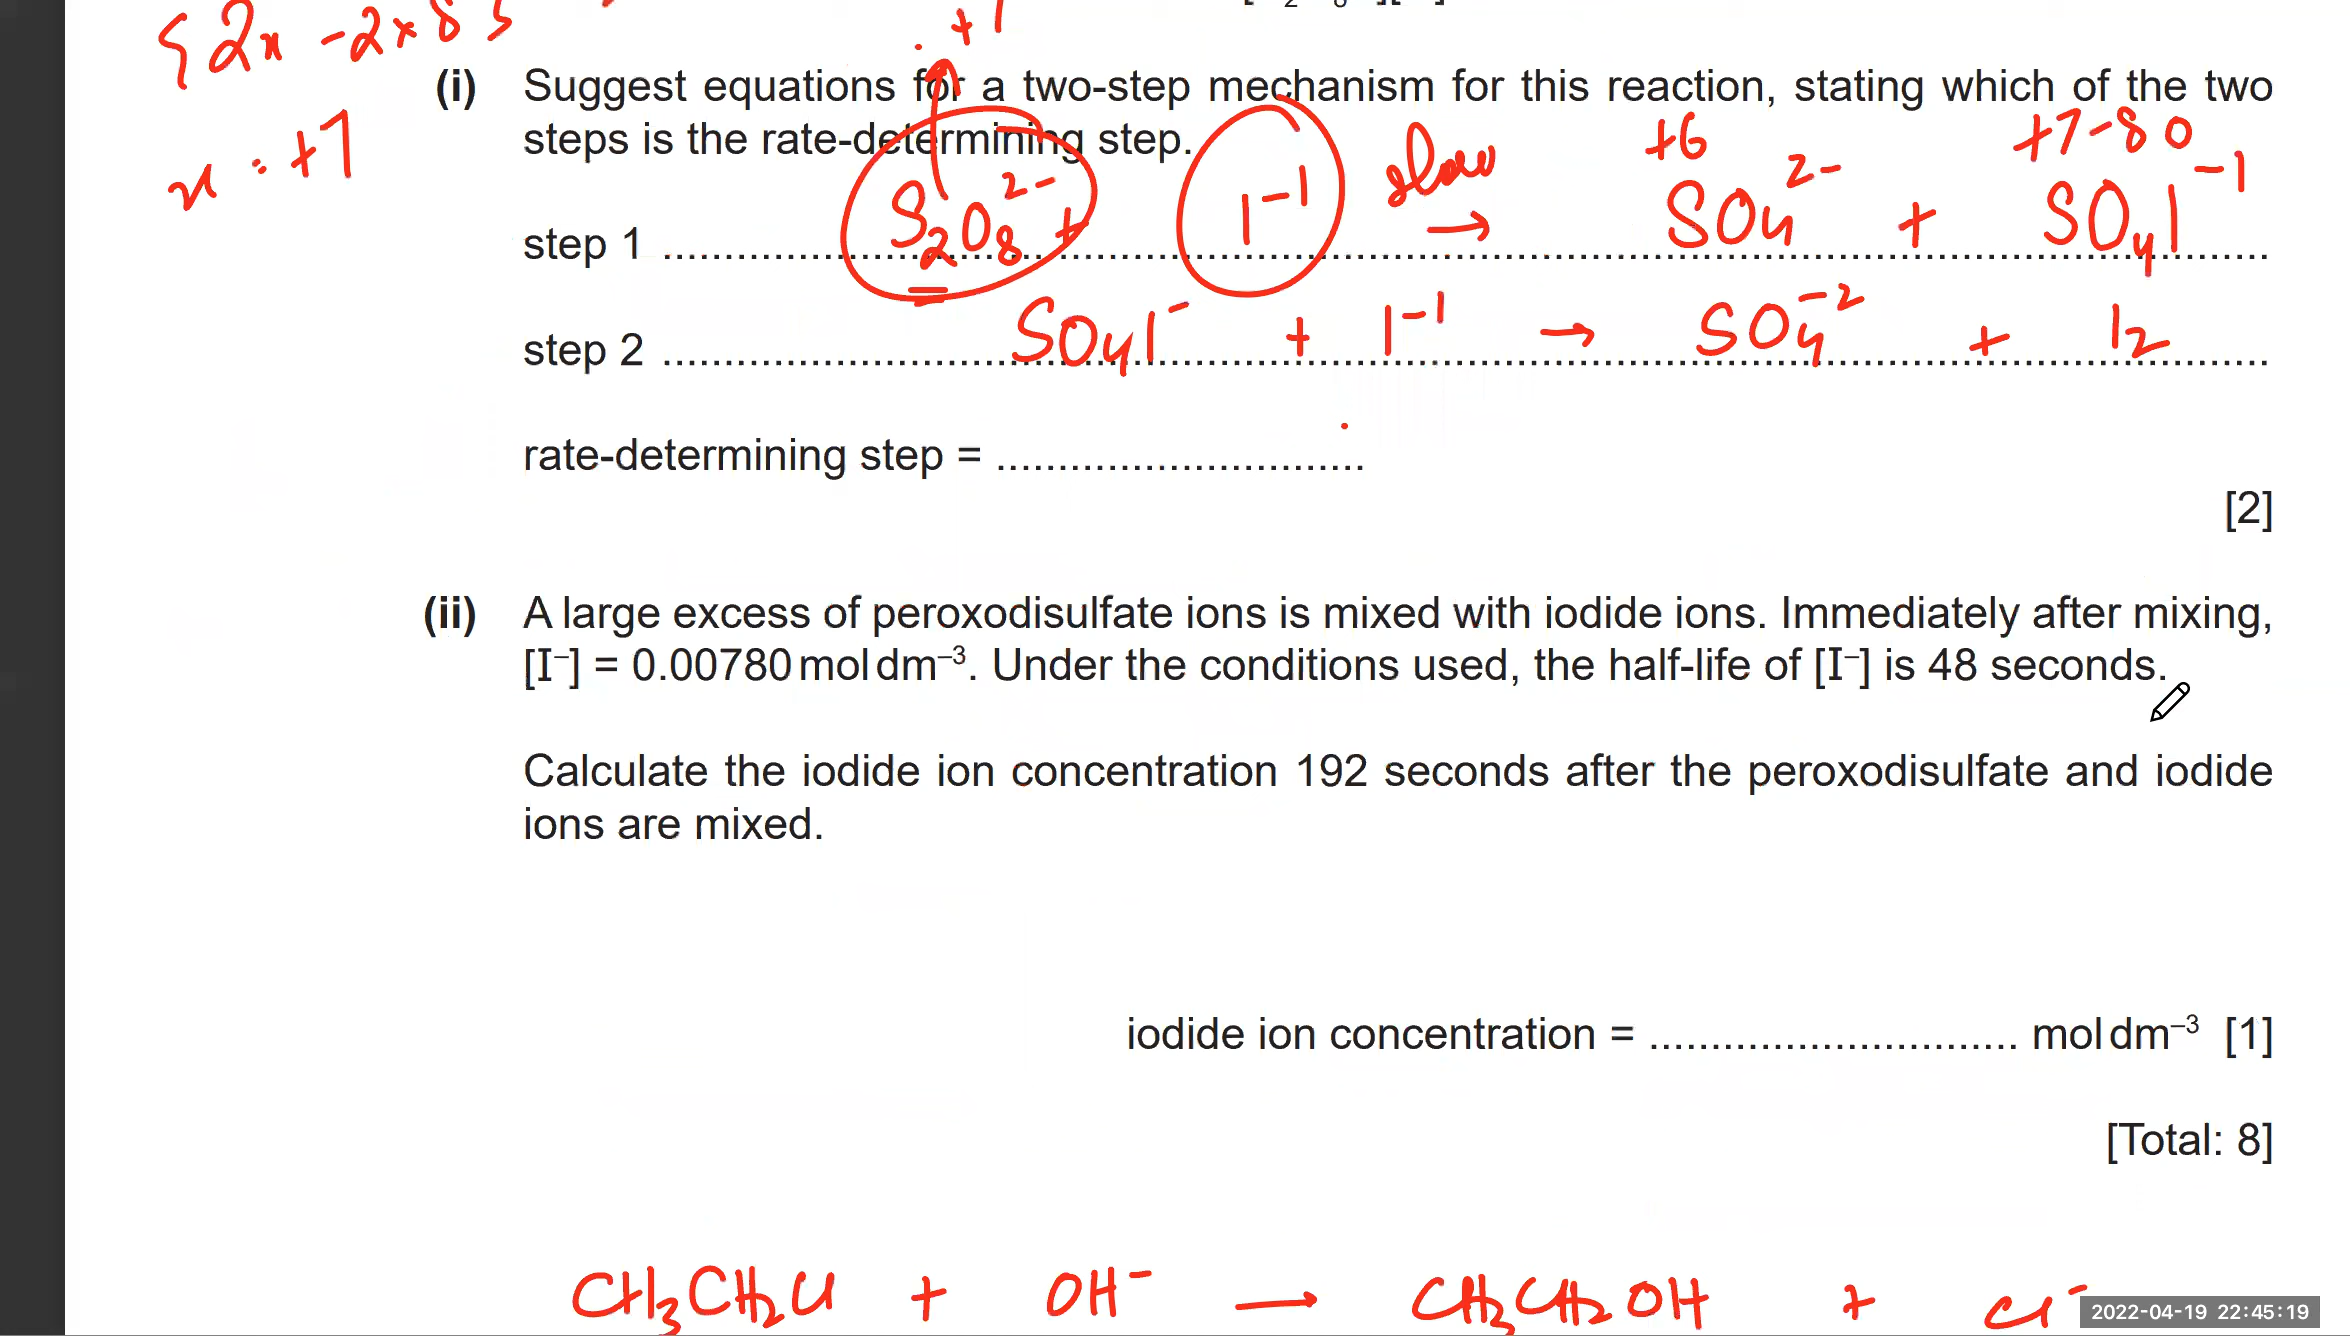 {2x -2×8}
+7
(i) Suggest equations for a two-step mechanism for this reaction, stating which of the two
steps is the rate-determining step.
x = +7
+6
+7-80
step 1 S₂O₈²⁻ + I⁻¹ slow → SO₄²⁻ + SO₄I⁻¹
step 2 SO₄I⁻ + I⁻¹ → SO₄⁻² + I₂
rate-determining step = ..............................
[2]
(ii) A large excess of peroxodisulfate ions is mixed with iodide ions. Immediately after mixing,
[I⁻] = 0.00780 mol dm⁻³. Under the conditions used, the half-life of [I⁻] is 48 seconds.
Calculate the iodide ion concentration 192 seconds after the peroxodisulfate and iodide
ions are mixed.
iodide ion concentration = .............................. mol dm⁻³ [1]
[Total: 8]
CH₃CH₂Cl + OH⁻ → CH₃CH₂OH + Cl⁻
2022-04-19 22:45:19